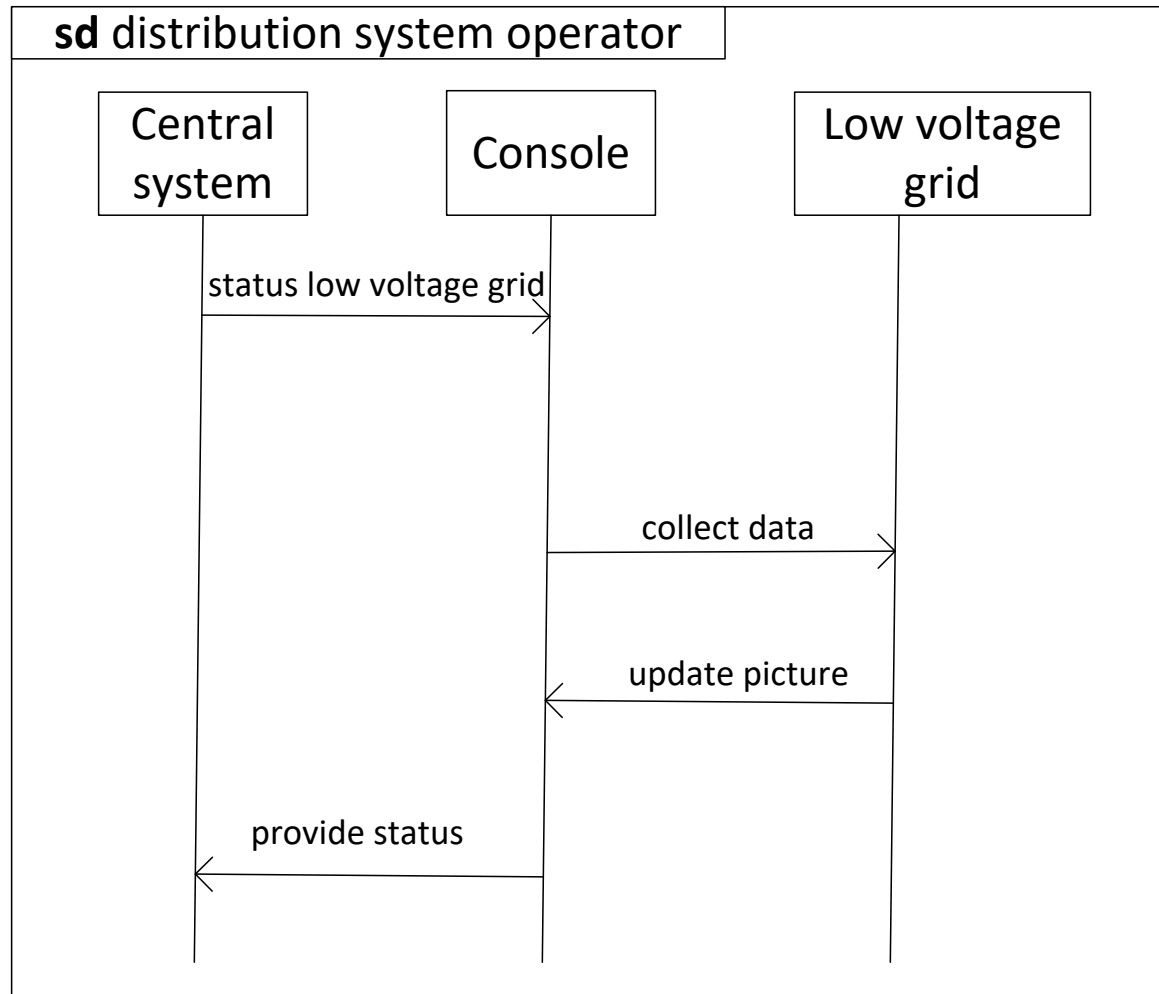 sd distribution system operator
Central
system
Console
Low voltage
grid
status low voltage grid
collect data
update picture
provide status